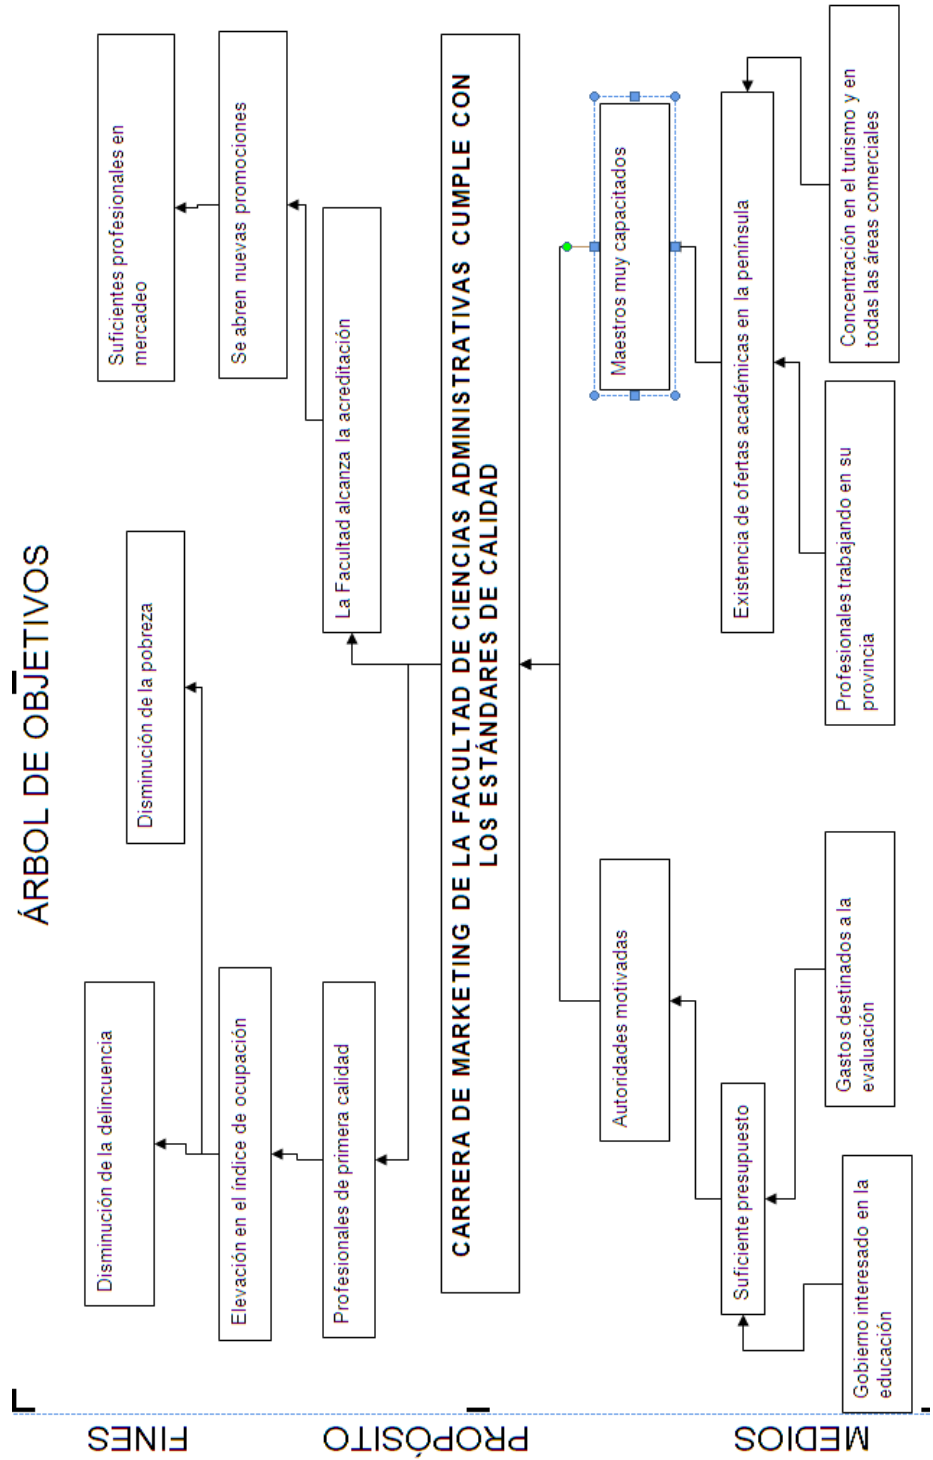 ÁRBOL DE OBJETIVOS
FINES
Disminución de la delincuencia
Disminución de la pobreza
Suficientes profesionales en
mercadeo
Elevación en el índice de ocupación
Se abren nuevas promociones
Profesionales de primera calidad
La Facultad alcanza la acreditación
PROPÓSITO
CARRERA DE MARKETING DE LA FACULTAD DE CIENCIAS ADMINISTRATIVAS CUMPLE CON
LOS ESTÁNDARES DE CALIDAD
Autoridades motivadas
Maestros muy capacitados
MEDIOS
Suficiente presupuesto
Existencia de ofertas académicas en la península
Gobierno interesado en la
educación
Gastos destinados a la
evaluación
Profesionales trabajando en su
provincia
Concentración en el turismo y en
todas las áreas comerciales